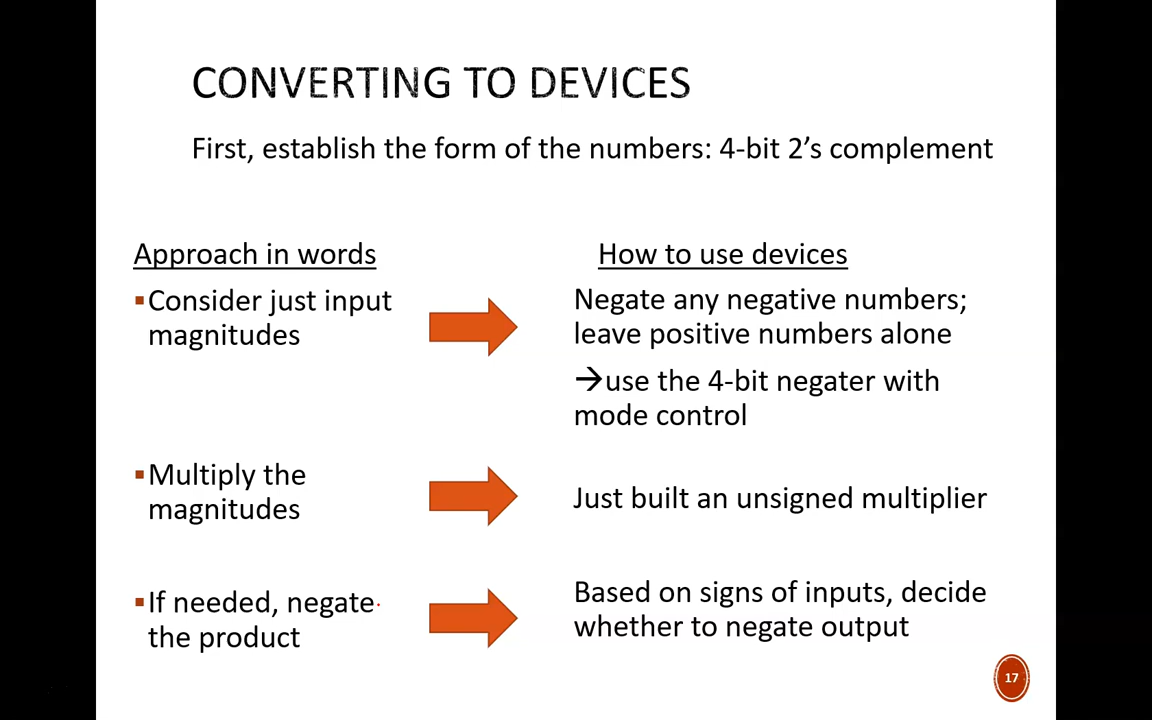 CONVERTING TO DEVICES
First, establish the form of the numbers: 4-bit 2’s complement
Approach in words
▪Consider just input
magnitudes
How to use devices
Negate any negative numbers;
leave positive numbers alone
→use the 4-bit negater with
mode control
▪Multiply the
magnitudes
Just built an unsigned multiplier
▪If needed, negate
the product
Based on signs of inputs, decide
whether to negate output
17